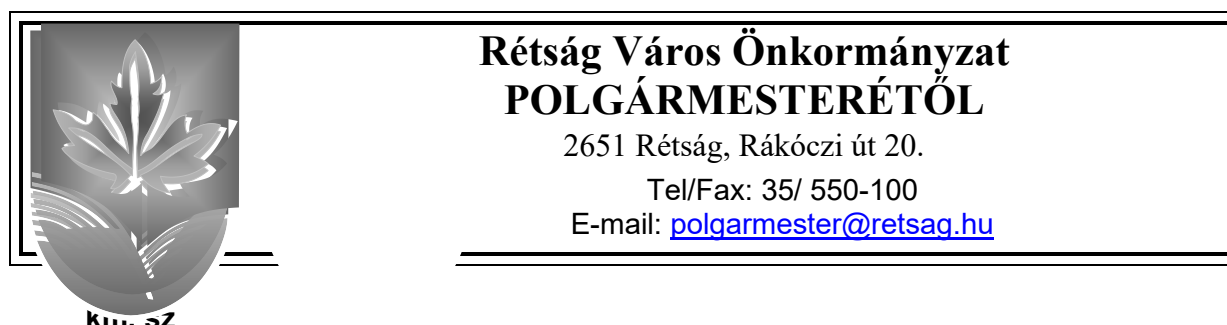 Rétság Város Önkormányzat
POLGÁRMESTERÉTŐL
2651 Rétság, Rákóczi út 20.
Tel/Fax: 35/ 550-100
E-mail: polgarmester@retsag.hu